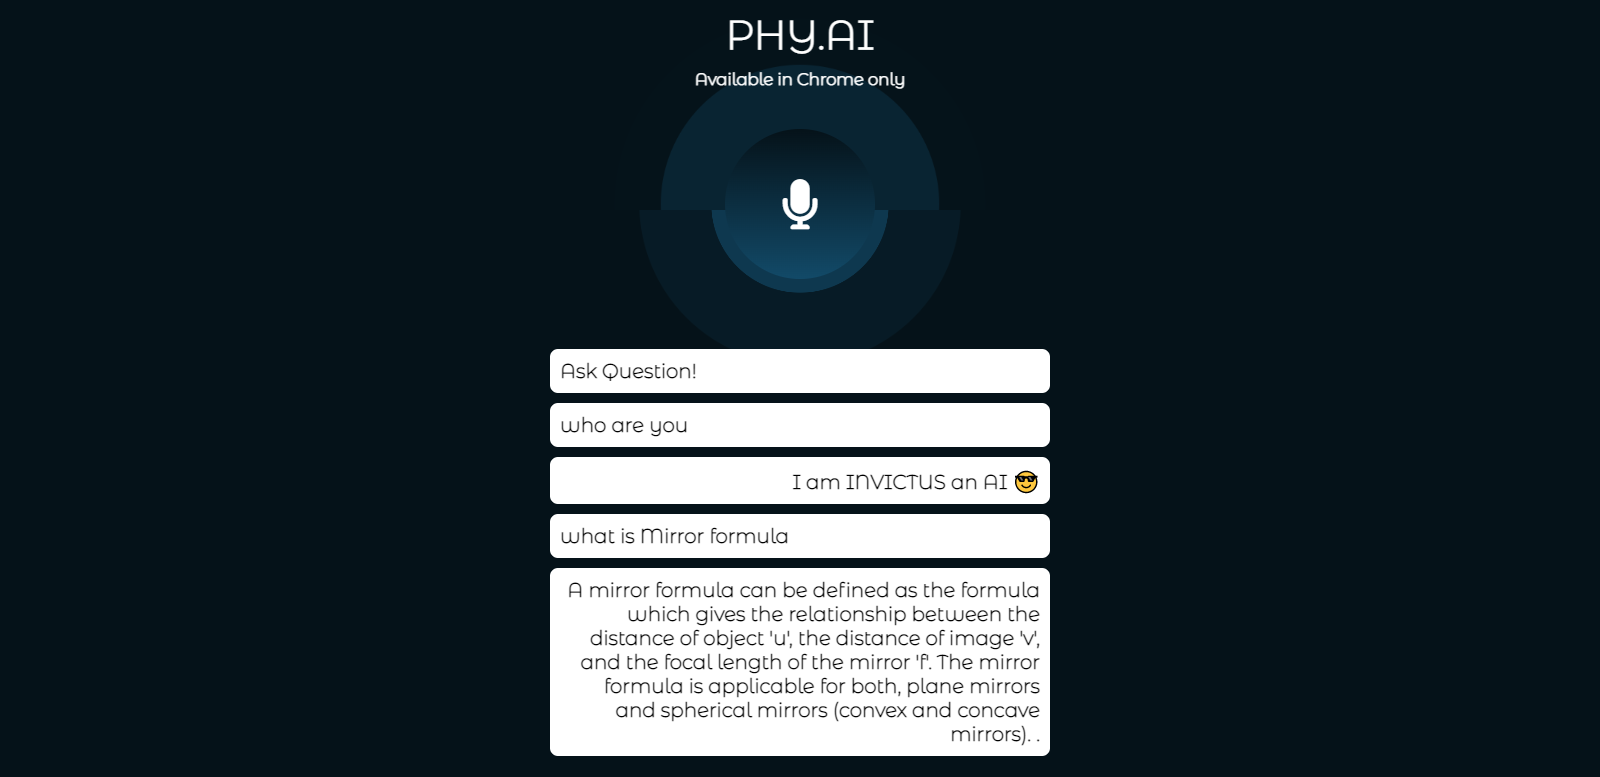 PHY.AI
Available in Chrome only
Ask Question!
who are you
I am INVICTUS an AI 😎
what is Mirror formula
A mirror formula can be defined as the formula
which gives the relationship between the
distance of object 'u', the distance of image 'v',
and the focal length of the mirror 'f'. The mirror
formula is applicable for both, plane mirrors
and spherical mirrors (convex and concave
mirrors). .